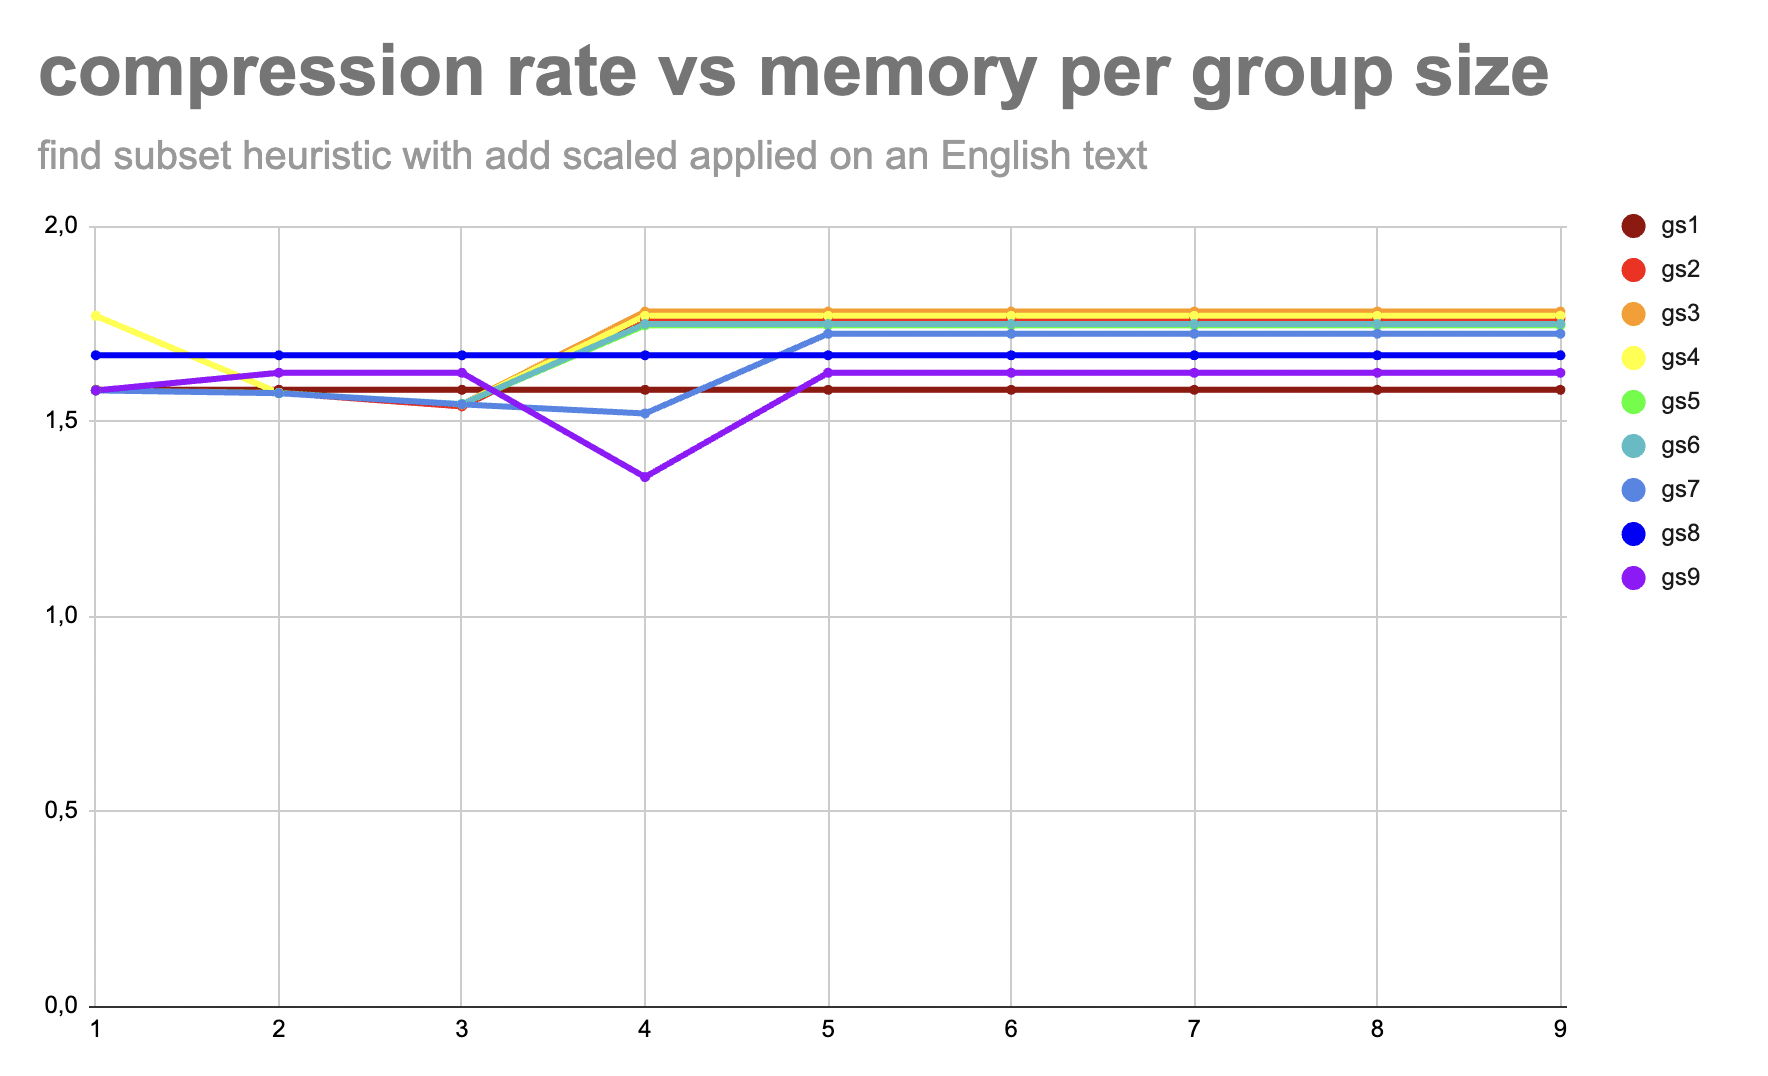 compression rate vs memory per group size
find subset heuristic with add scaled applied on an English text
2,0
1,5
1,0
0,5
0,0
1 2 3 4 5 6 7 8 9
gs1
gs2
gs3
gs4
gs5
gs6
gs7
gs8
gs9